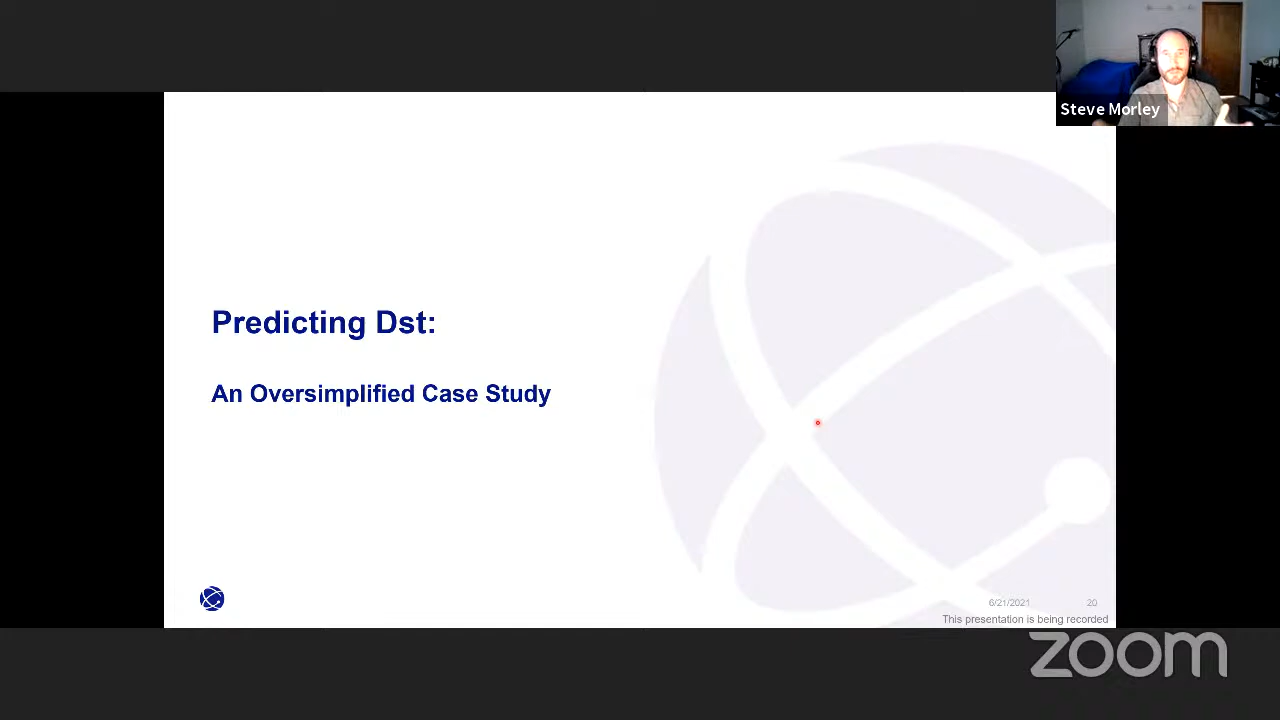 Steve Morley
Predicting Dst:
An Oversimplified Case Study
6/21/2021 20
This presentation is being recorded
zoom